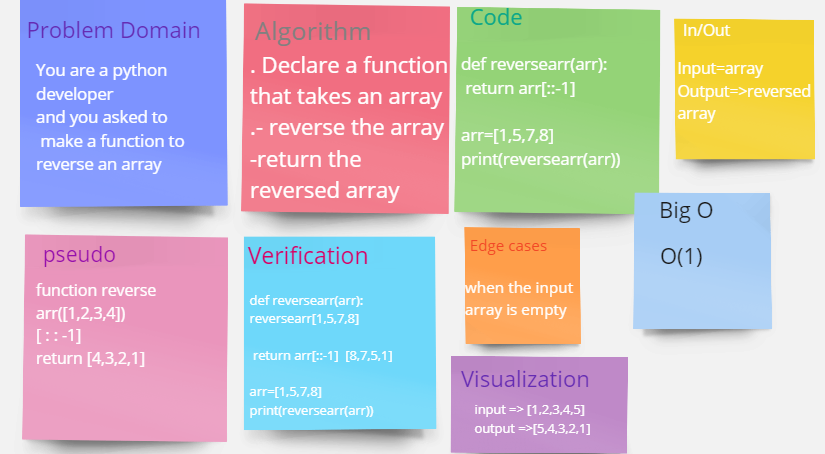 Problem Domain
You are a python
developer
and you asked to
make a function to
reverse an array
Algorithm
. Declare a function
that takes an array
.- reverse the array
-return the
reversed array
Code
def reversearr(arr):
return arr[::-1]
arr=[1,5,7,8]
print(reversearr(arr))
In/Out
Input=array
Output=>reversed
array
pseudo
function reverse
arr([1,2,3,4])
[ : : -1]
return [4,3,2,1]
Verification
def reversearr(arr):
reversearr[1,5,7,8]
return arr[::-1]  [8,7,5,1]
arr=[1,5,7,8]
print(reversearr(arr))
Edge cases
when the input
array is empty
Big O
O(1)
Visualization
input => [1,2,3,4,5]
output =>[5,4,3,2,1]